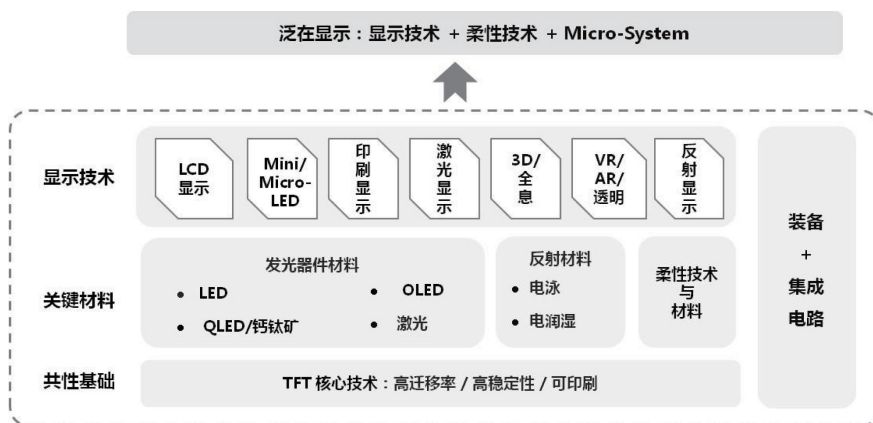 泛在显示：显示技术 + 柔性技术 + Micro-System
显示技术
LCD
显示
Mini/
Micro-
LED
印
刷
显
示
激
光
显
示
3D/
全
息
VR/
AR/
透明
反
射
显
示
关键材料
发光器件材料
• LED
• OLED
• QLED/钙钛矿
• 激光
反射材料
• 电泳
• 电润湿
柔性技术
与
材料
共性基础
TFT 核心技术：高迁移率 / 高稳定性 / 可印刷
装备
+
集成
电路